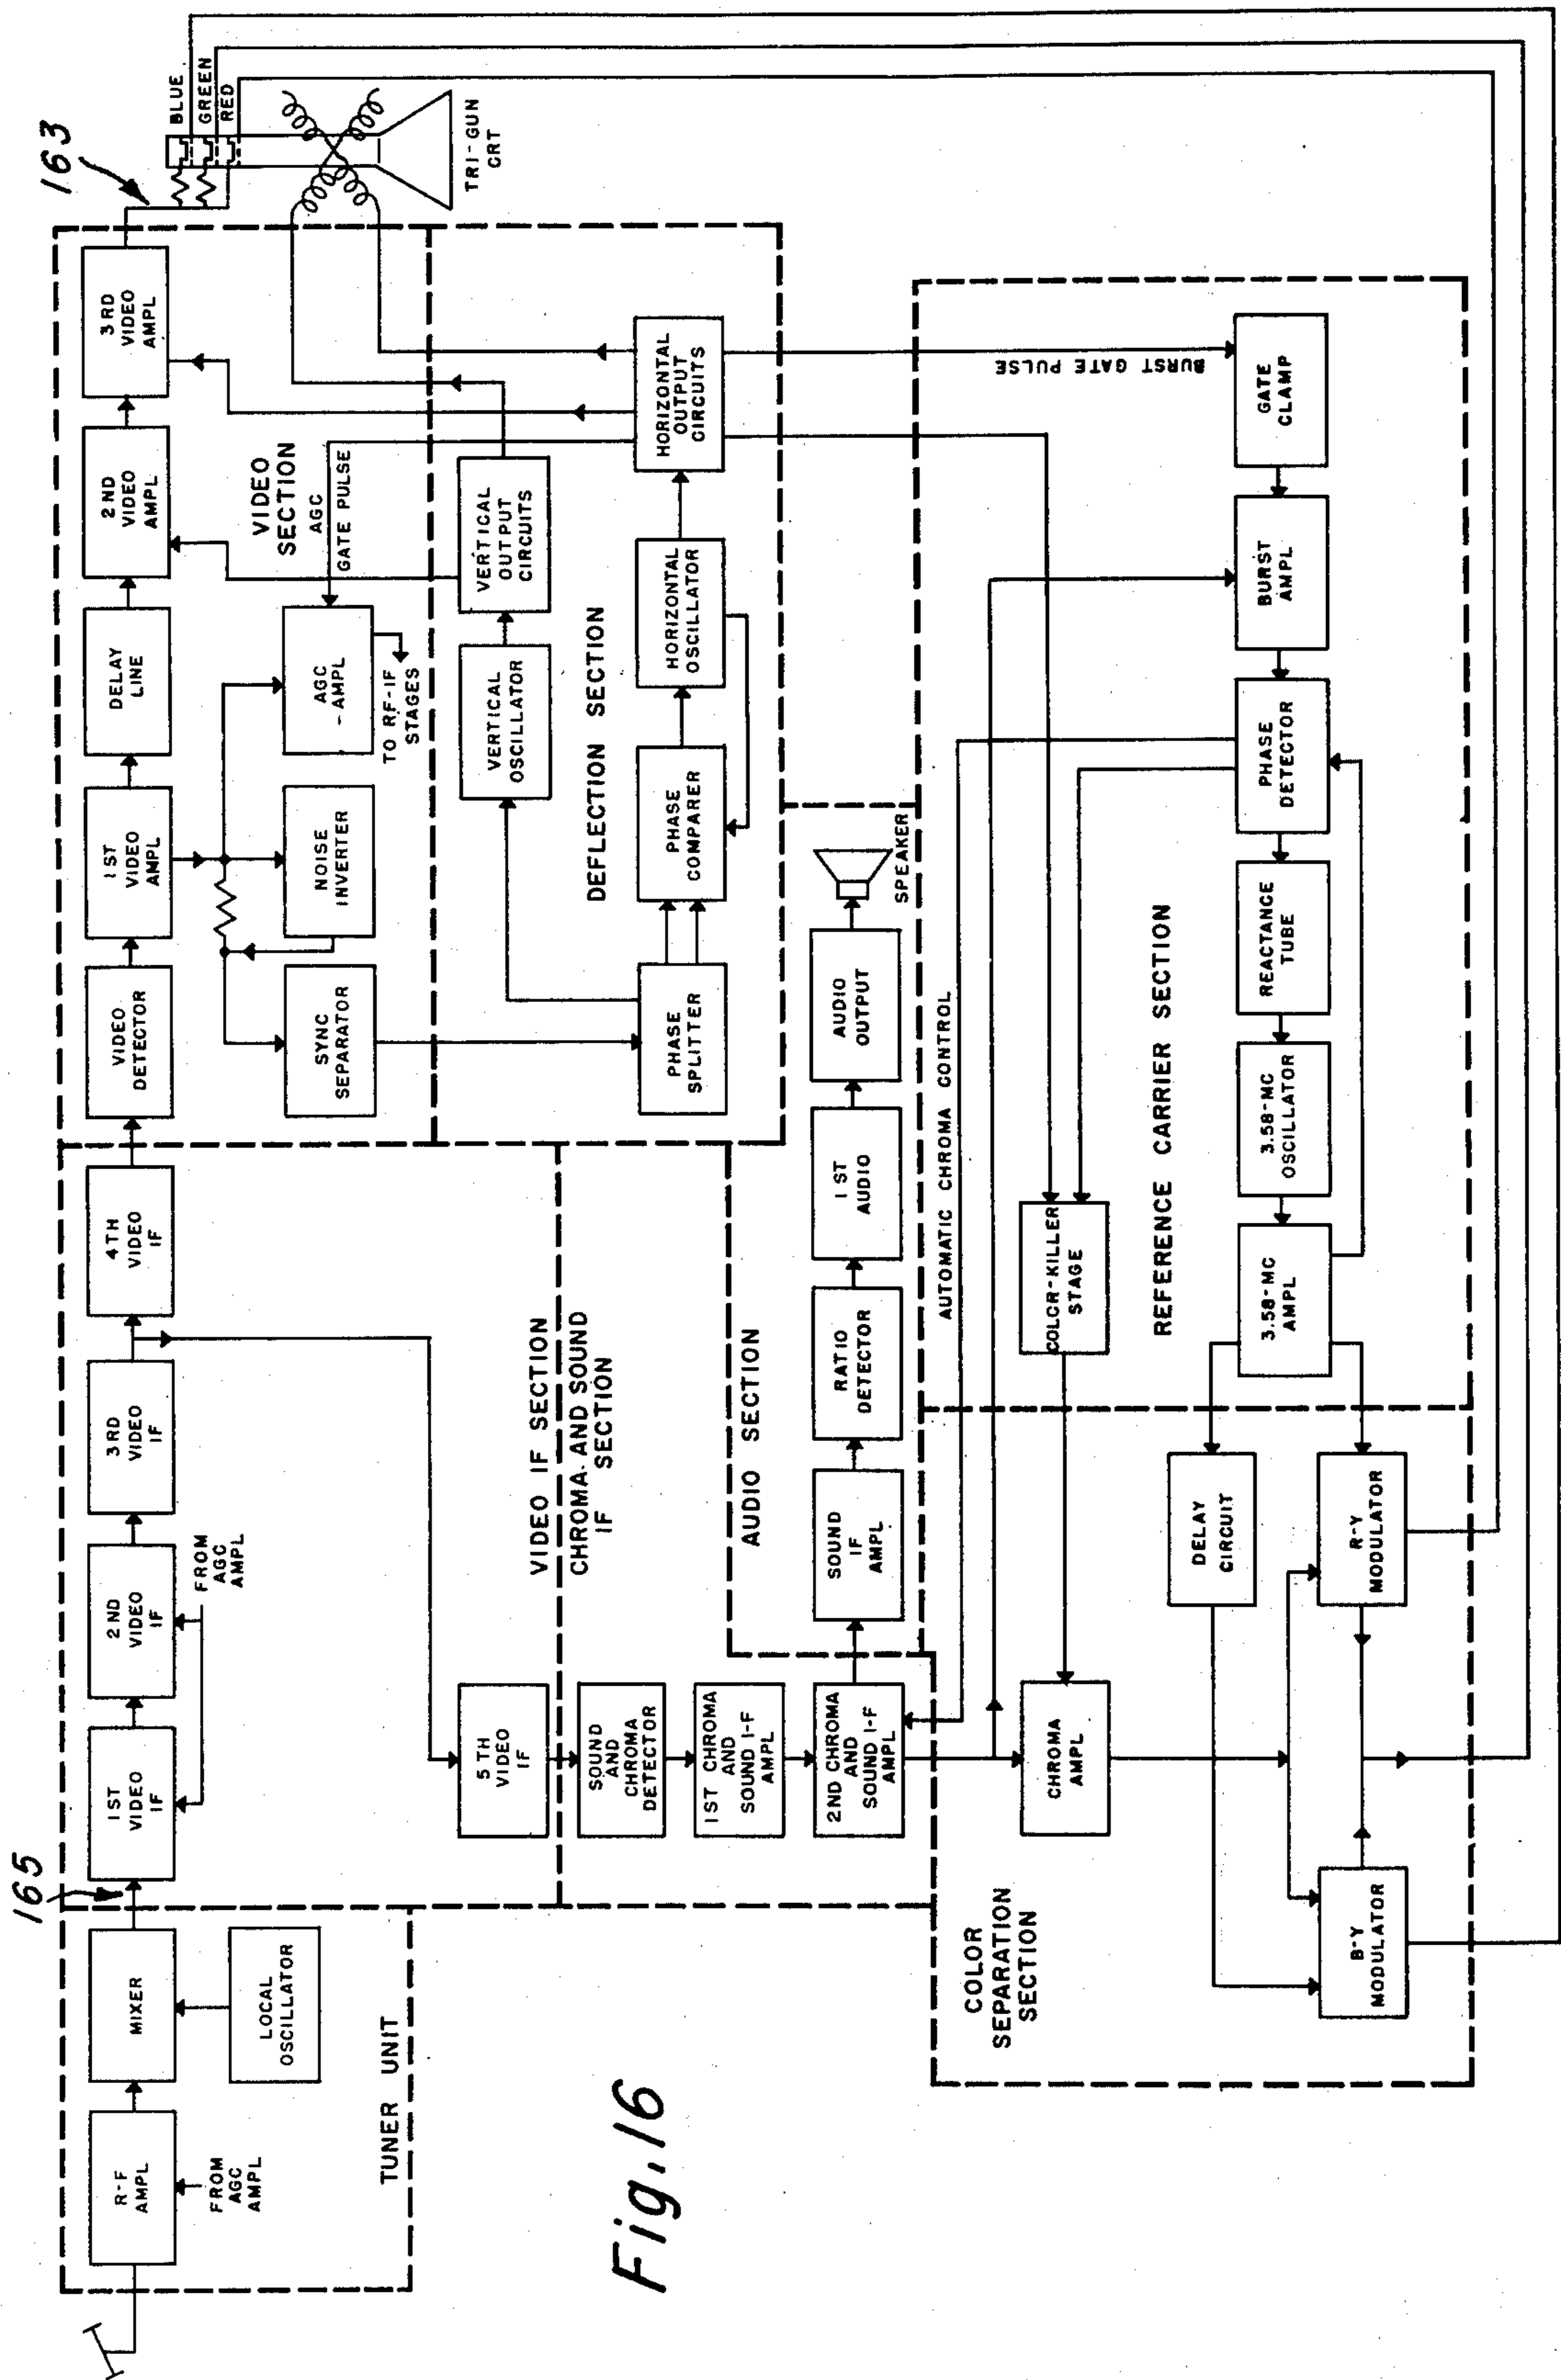 163
165
R-F
AMPL
FROM
AGC
AMPL
MIXER
LOCAL
OSCILLATOR
TUNER UNIT
1ST
VIDEO
IF
2ND
VIDEO
IF
FROM
AGC
AMPL
3RD
VIDEO
IF
4TH
VIDEO
IF
5TH
VIDEO
IF
VIDEO IF SECTION
CHROMA AND SOUND
IF SECTION
SOUND
AND
CHROMA
DETECTOR
1ST CHROMA
AND
SOUND I-F
AMPL
2ND CHROMA
AND
SOUND I-F
AMPL
VIDEO
DETECTOR
1ST
VIDEO
AMPL
DELAY
LINE
2ND
VIDEO
AMPL
3RD
VIDEO
AMPL
SYNC
SEPARATOR
NOISE
INVERTER
AGC
-AMPL
TO RF-IF
STAGES
VIDEO
SECTION
AGC
GATE PULSE
BLUE
GREEN
RED
TRI-GUN
CRT
VERTICAL
OSCILLATOR
VERTICAL
OUTPUT
CIRCUITS
DEFLECTION SECTION
PHASE
SPLITTER
PHASE
COMPARER
HORIZONTAL
OSCILLATOR
HORIZONTAL
OUTPUT
CIRCUITS
AUDIO SECTION
SOUND
IF
AMPL
RATIO
DETECTOR
1ST
AUDIO
AUDIO
OUTPUT
SPEAKER
AUTOMATIC CHROMA CONTROL
BURST GATE PULSE
COLCR-KILLER
STAGE
REFERENCE CARRIER SECTION
3.58-MC
AMPL
3.58-MC
OSCILLATOR
REACTANCE
TUBE
PHASE
DETECTOR
BURST
AMPL
GATE
CLAMP
COLOR
SEPARATION
SECTION
CHROMA
AMPL
DELAY
CIRCUIT
B-Y
MODULATOR
R-Y
MODULATOR
Fig.16